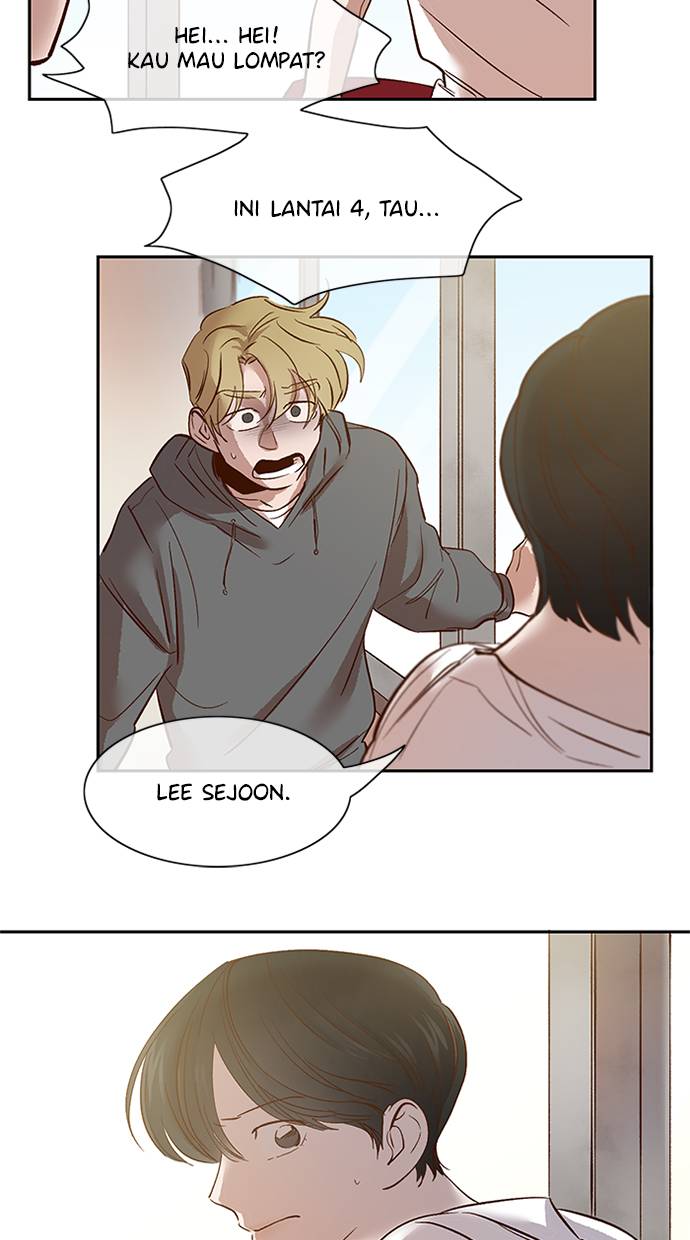 HEI... HEI!
KAU MAU LOMPAT?
INI LANTAI 4, TAU...
LEE SEJOON.